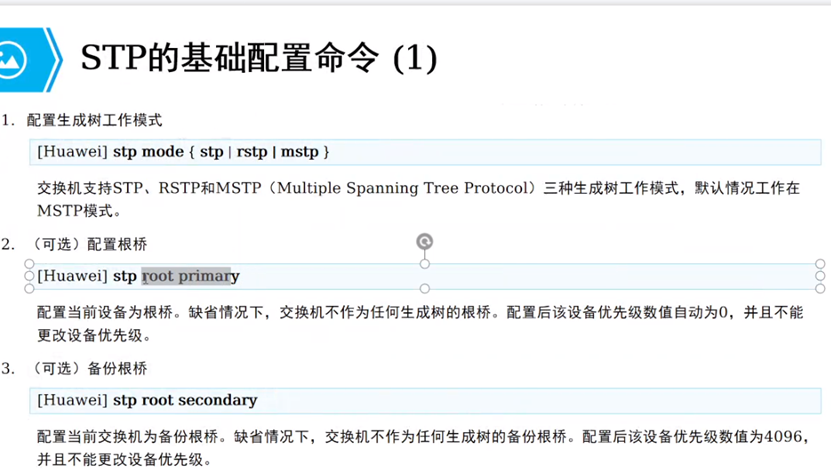 STP的基础配置命令 (1)
1. 配置生成树工作模式
[Huawei] stp mode { stp | rstp | mstp }
交换机支持STP、RSTP和MSTP（Multiple Spanning Tree Protocol）三种生成树工作模式，默认情况工作在
MSTP模式。
2. （可选）配置根桥
[Huawei] stp root primary
配置当前设备为根桥。缺省情况下，交换机不作为任何生成树的根桥。配置后该设备优先级数值自动为0，并且不能
更改设备优先级。
3. （可选）备份根桥
[Huawei] stp root secondary
配置当前交换机为备份根桥。缺省情况下，交换机不作为任何生成树的备份根桥。配置后该设备优先级数值为4096，
并且不能更改设备优先级。